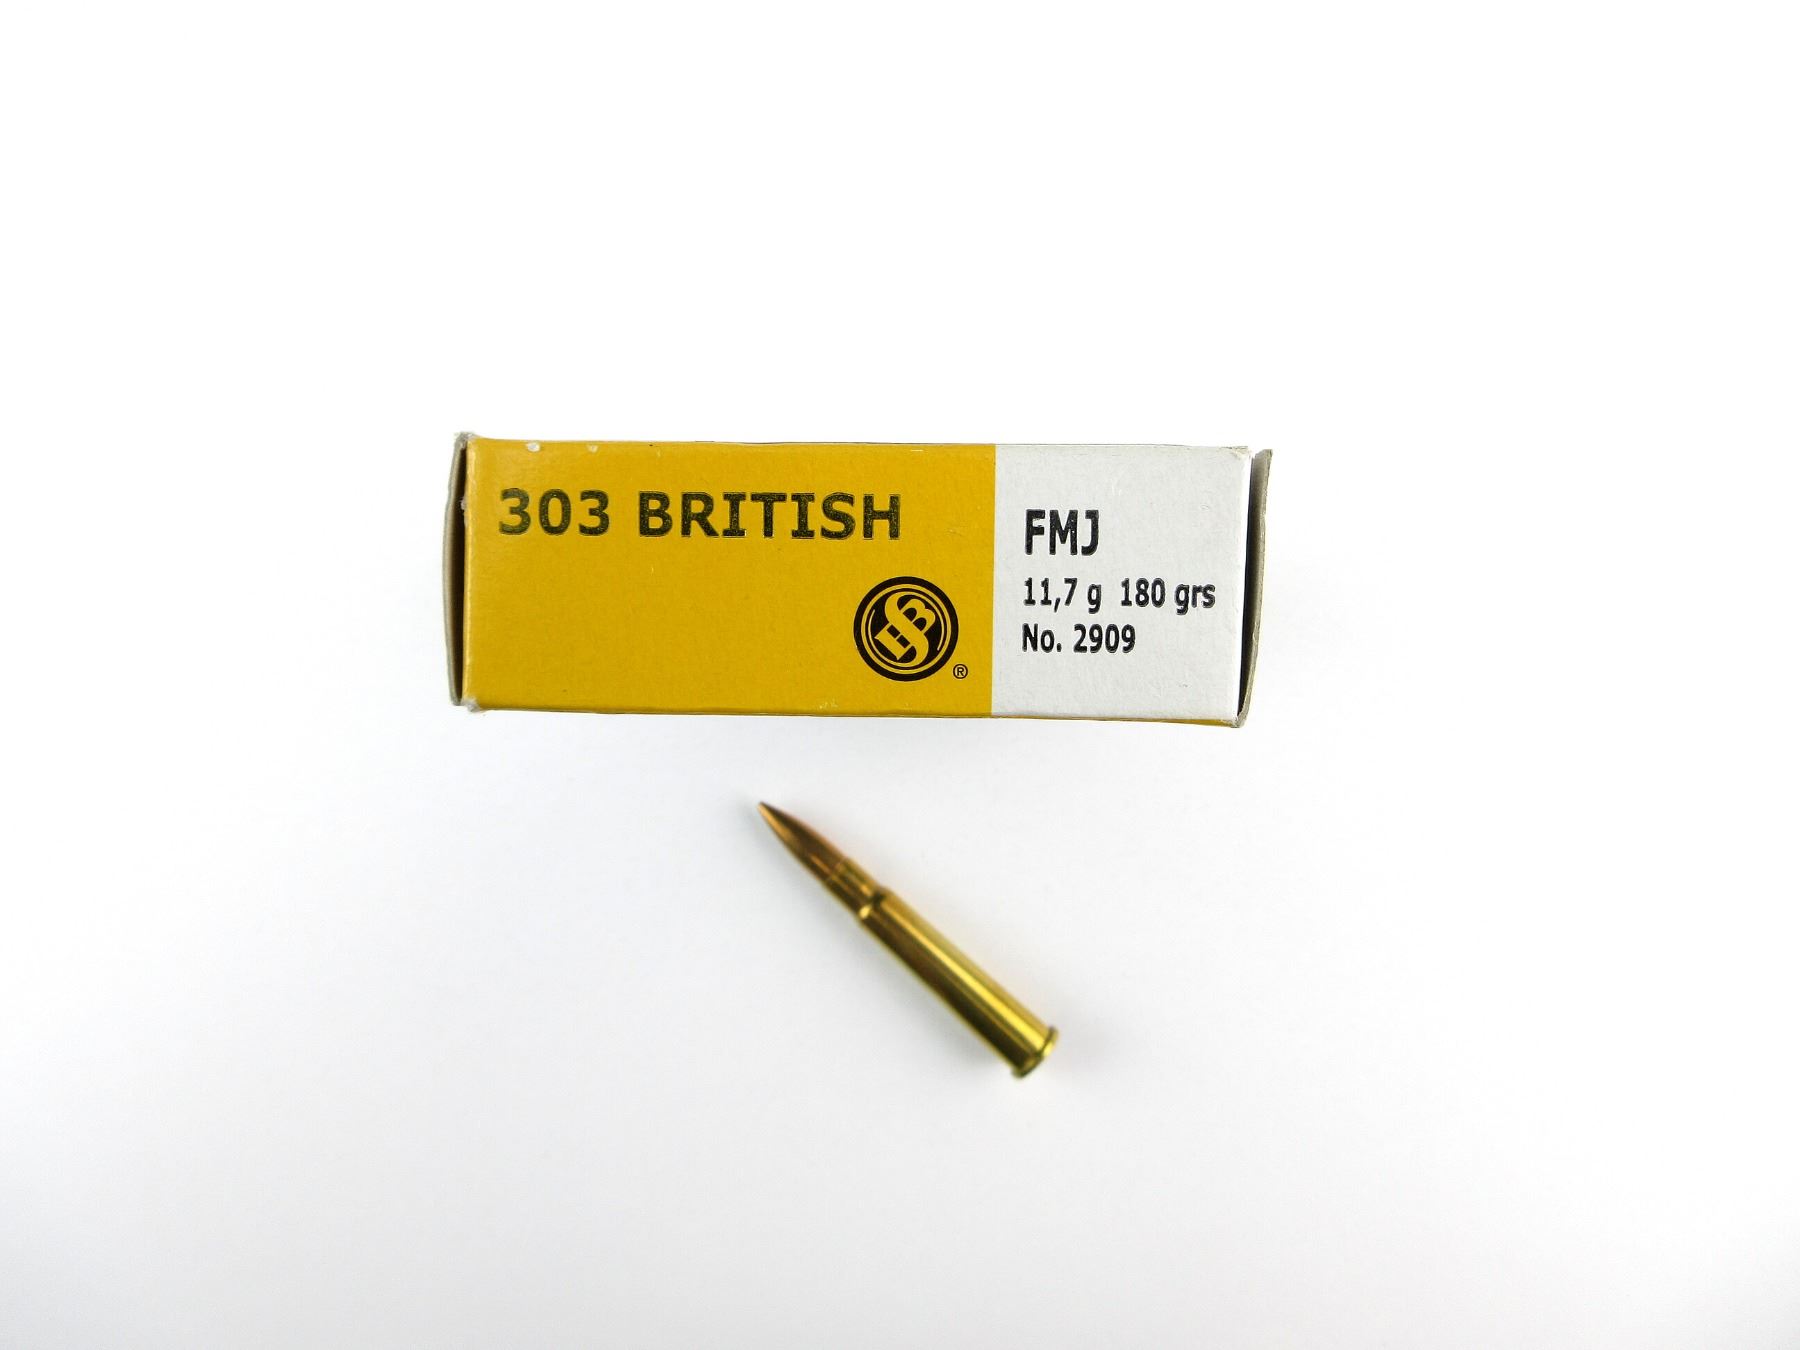 303 BRITISH
FMJ
11,7 g 180 grs
No. 2909
S&B
®